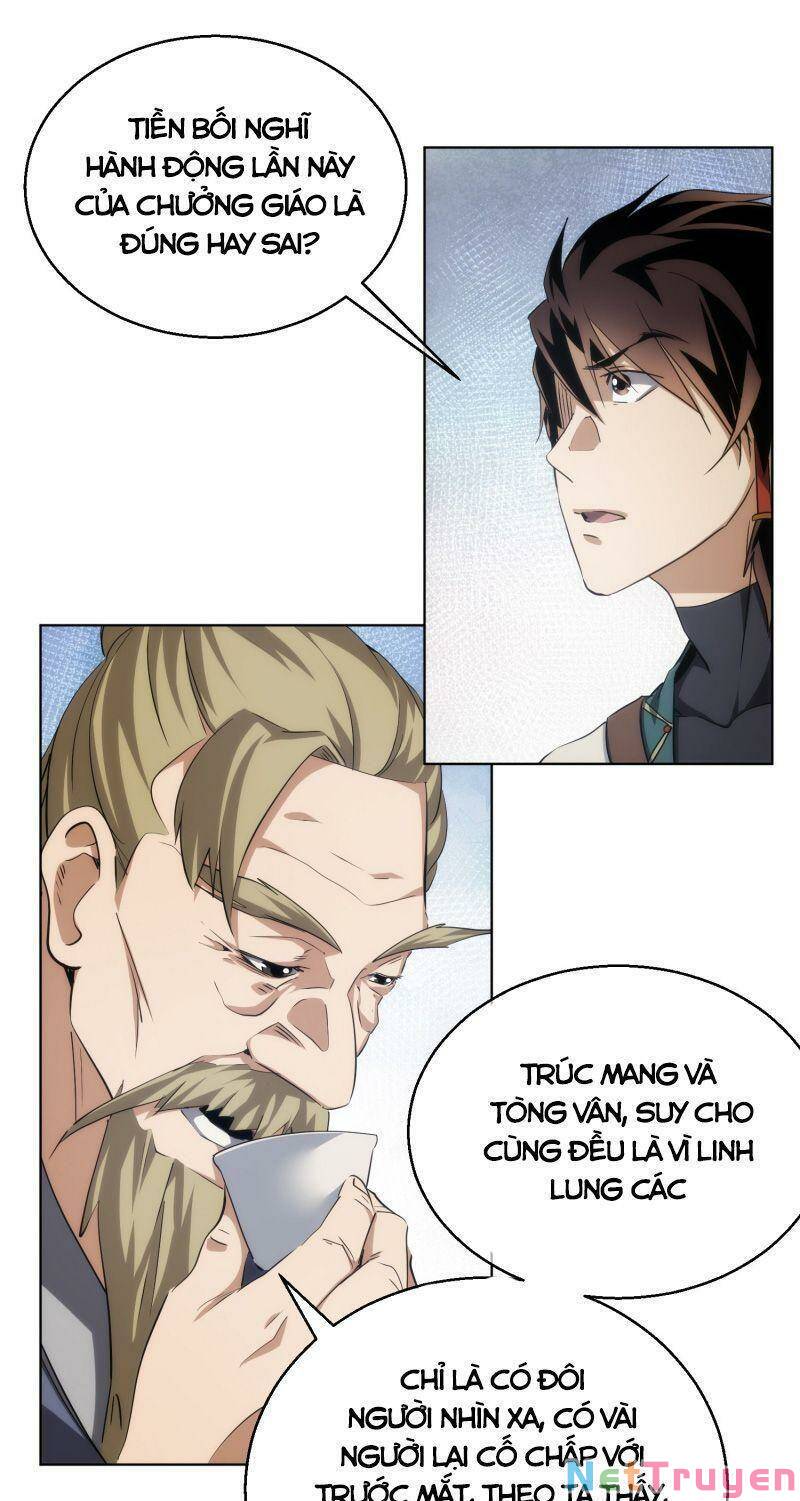 TIỀN BỐI NGHĨ
HÀNH ĐỘNG LẦN NÀY
CỦA CHƯỞNG GIÁO LÀ
ĐÚNG HAY SAI?
TRÚC MANG VÀ
TÒNG VÂN, SUY CHO
CÙNG ĐỀU LÀ VÌ LINH
LUNG CÁC
CHỈ LÀ CÓ ĐÔI
NGƯỜI NHÌN XA, CÓ VÀI
NGƯỜI LẠI CỐ CHẤP VỚI
TRƯỚC MẮT, THEO TA THẤY,
NetTruyen